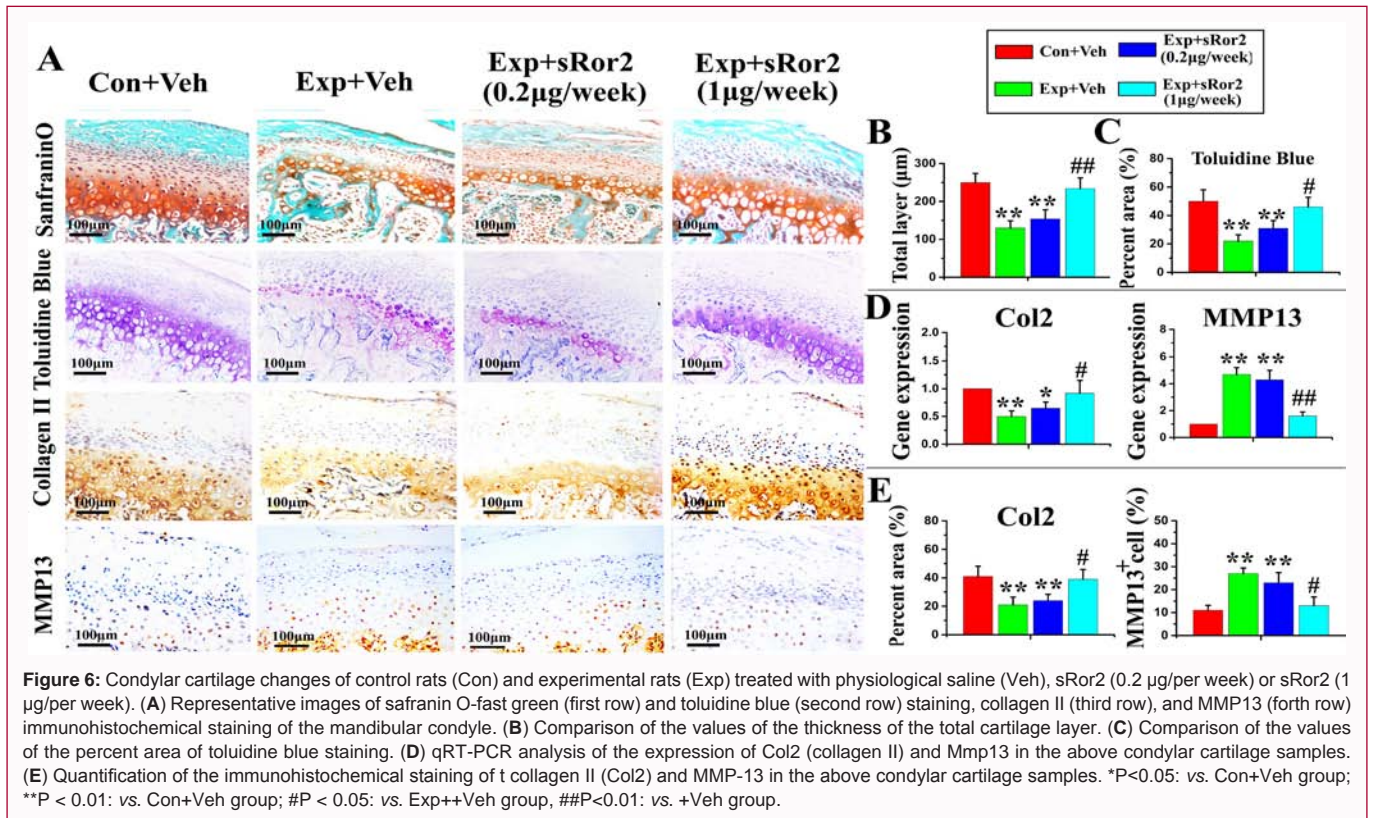 A
Con+Veh
Exp+Veh
Exp+sRor2
(0.2μg/week)
Exp+sRor2
(1μg/week)
SanfraninO
100μm
100μm
100μm
100μm
Toluidine Blue
100μm
100μm
100μm
100μm
Collagen II
100μm
100μm
100μm
100μm
MMP13
100μm
100μm
100μm
100μm
Con+Veh
Exp+sRor2
(0.2μg/week)
Exp+Veh
Exp+sRor2
(1μg/week)
B
Total layer (μm)
250
200
150
100
0
**
**
##
C
Toluidine Blue
Percent area (%)
80
60
40
20
0
**
**
#
D
Col2
Gene expression
2.0
1.5
1.0
0.5
0.0
**
*
#
MMP13
Gene expression
8
6
4
2
0
**
**
##
E
Col2
Percent area (%)
80
60
40
20
0
**
**
#
MMP13+ cell (%)
50
40
30
20
10
0
**
**
#
Figure 6: Condylar cartilage changes of control rats (Con) and experimental rats (Exp) treated with physiological saline (Veh), sRor2 (0.2 μg/per week) or sRor2 (1
μg/per week). (A) Representative images of safranin O-fast green (first row) and toluidine blue (second row) staining, collagen II (third row), and MMP13 (forth row)
immunohistochemical staining of the mandibular condyle. (B) Comparison of the values of the thickness of the total cartilage layer. (C) Comparison of the values
of the percent area of toluidine blue staining. (D) qRT-PCR analysis of the expression of Col2 (collagen II) and Mmp13 in the above condylar cartilage samples.
(E) Quantification of the immunohistochemical staining of t collagen II (Col2) and MMP-13 in the above condylar cartilage samples. *P<0.05: vs. Con+Veh group;
**P < 0.01: vs. Con+Veh group; #P < 0.05: vs. Exp++Veh group, ##P<0.01: vs. +Veh group.